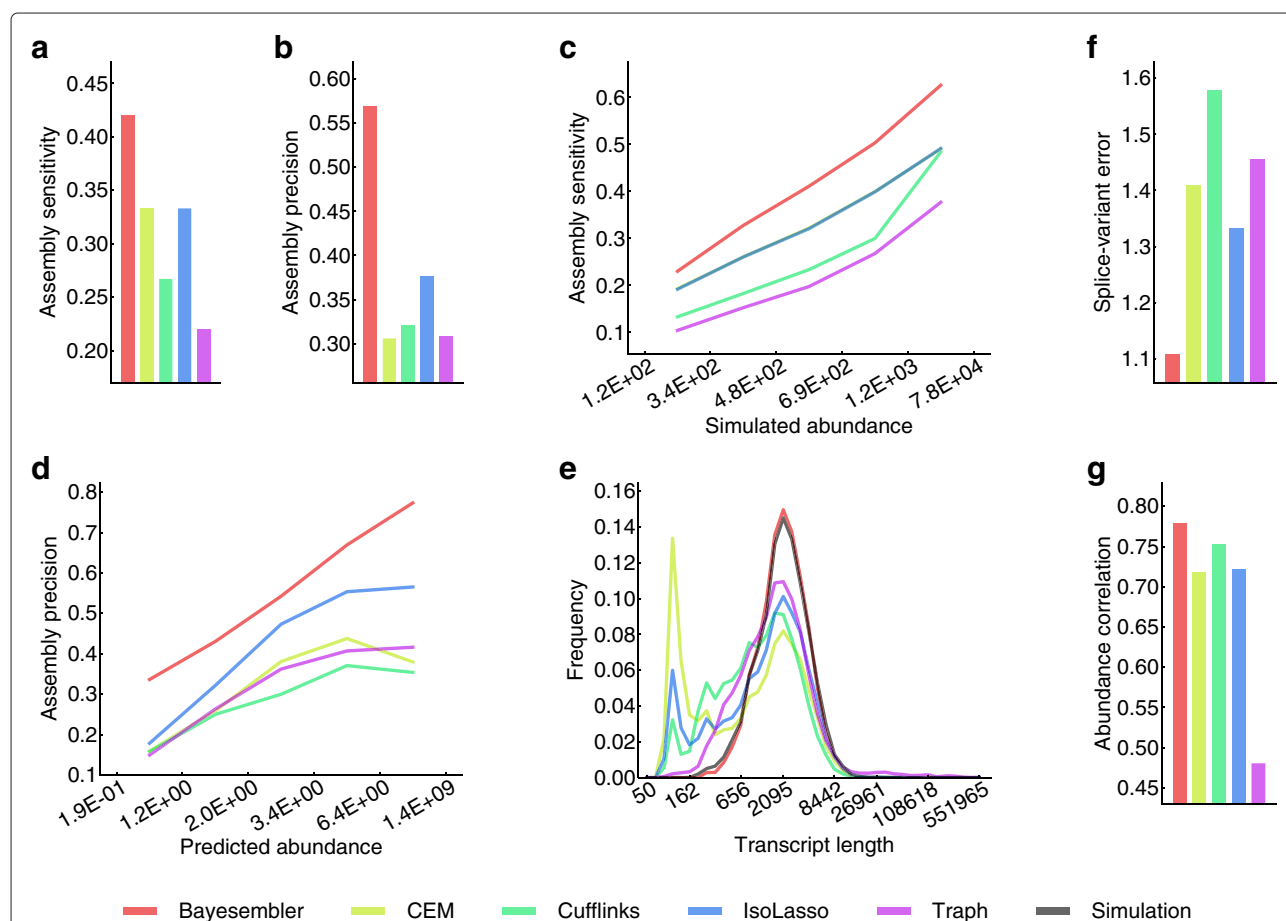 a
Assembly sensitivity
0.45
0.40
0.35
0.30
0.25
0.20
b
Assembly precision
0.60
0.55
0.50
0.45
0.40
0.35
0.30
c
Assembly sensitivity
0.6
0.5
0.4
0.3
0.2
0.1
1.2E+02
3.4E+02
4.8E+02
6.9E+02
1.2E+03
7.8E+04
Simulated abundance
f
Splice-variant error
1.6
1.5
1.4
1.3
1.2
1.1
d
Assembly precision
0.8
0.7
0.6
0.5
0.4
0.3
0.2
0.1
1.9E-01
1.2E+00
2.0E+00
3.4E+00
6.4E+00
1.4E+09
Predicted abundance
e
Frequency
0.16
0.14
0.12
0.10
0.08
0.06
0.04
0.02
0.00
50
162
656
2095
8442
26961
108618
551965
Transcript length
g
Abundance correlation
0.80
0.75
0.70
0.65
0.60
0.55
0.50
0.45
Bayesembler
CEM
Cufflinks
IsoLasso
Traph
Simulation